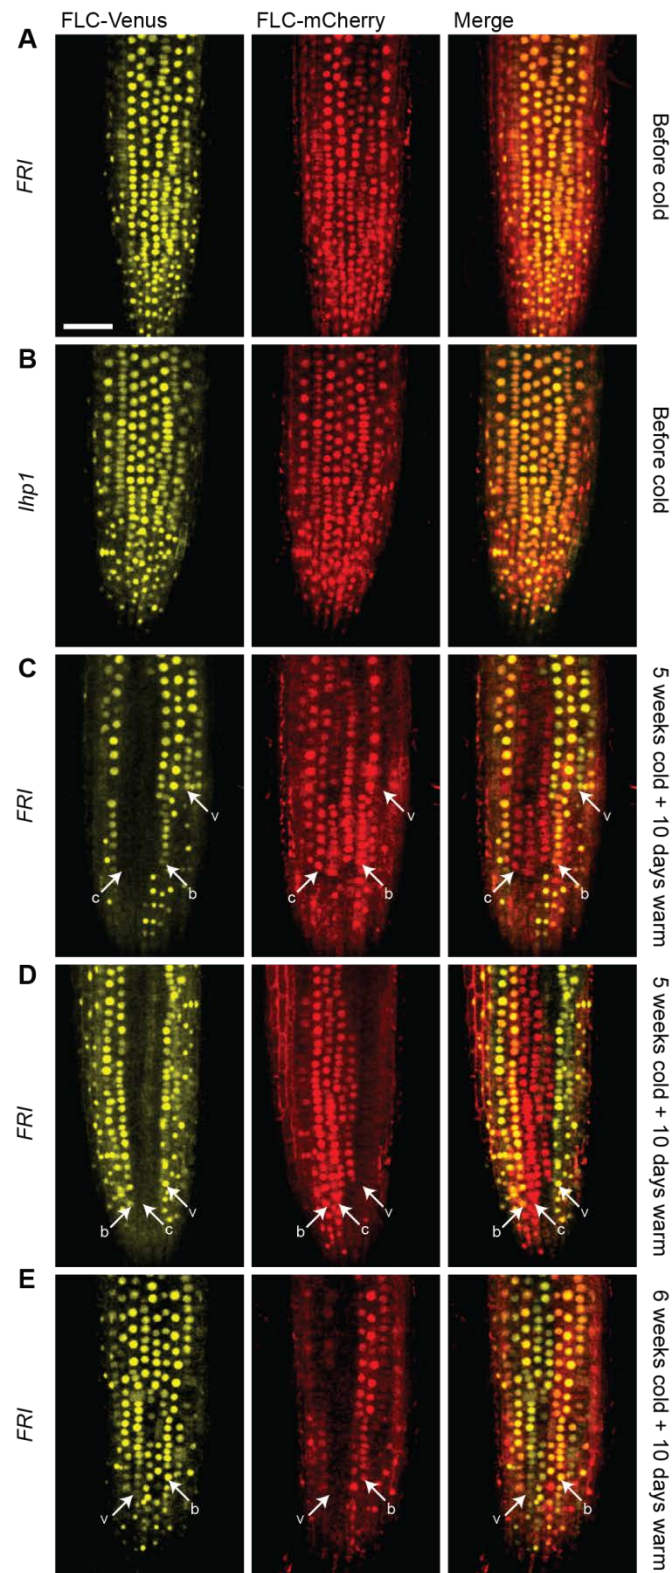 FLC-Venus FLC-mCherry Merge
A
FRI
Before cold
B
lhp1
Before cold
C
FRI
v
c
b
v
c
b
v
b
5 weeks cold + 10 days warm
D
FRI
b
c
v
b
c
v
b
c
v
5 weeks cold + 10 days warm
E
FRI
v
b
v
b
v
b
6 weeks cold + 10 days warm